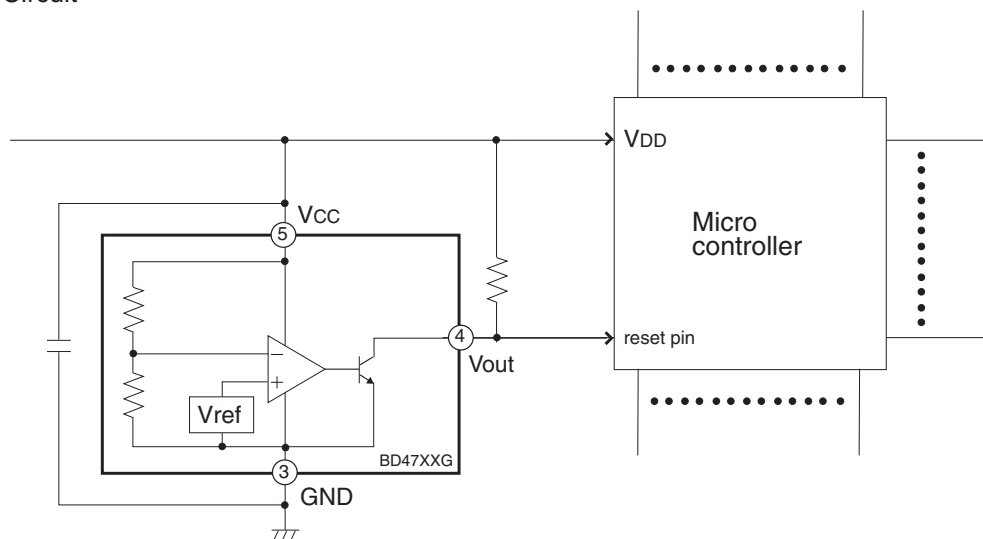 Circuit
VDD
VCC
5
Micro
controller
4
reset pin
Vout
−
+
Vref
BD47XXG
3
GND